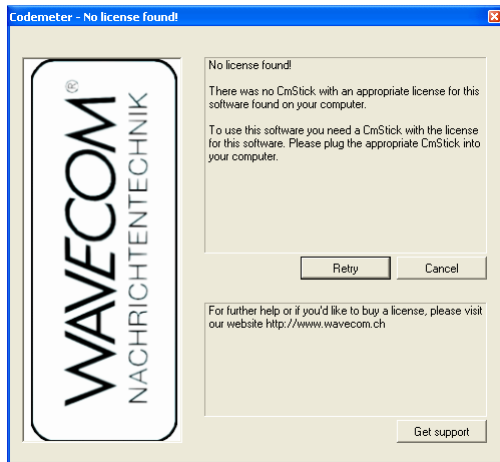 Codemeter - No license found!
WAVECOM®
NACHRICHTENTECHNIK
No license found!
There was no CmStick with an appropriate license for this
software found on your computer.
To use this software you need a CmStick with the license
for this software. Please plug the appropriate CmStick into
your computer.
Retry
Cancel
For further help or if you'd like to buy a license, please visit
our website http://www.wavecom.ch
Get support